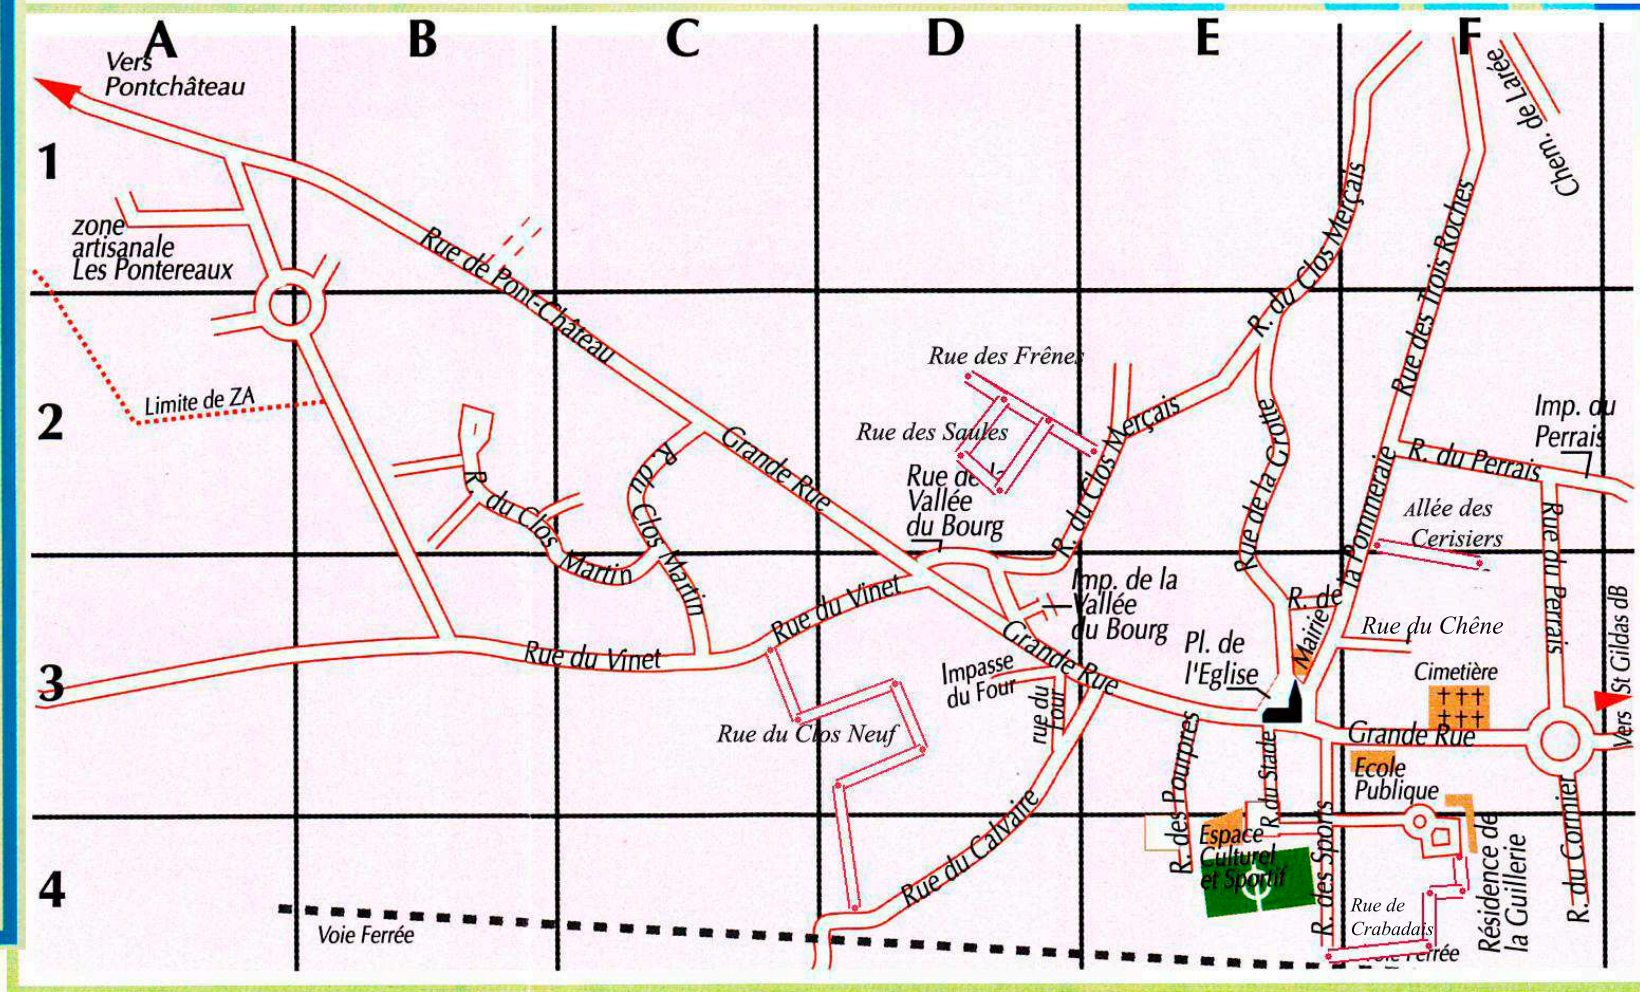 A
B
C
D
E
F
1
2
3
4
Vers
Pontchâteau
zone
artisanale
Les Pontereaux
Limite de ZA
Rue de Pont-Château
Chem. de Larée
R. du Clos Merçais
Rue des Trois Roches
Rue des Frênes
Rue des Saules
Rue de la
Vallée
du Bourg
R. du Clos Merçais
Rue de la Grotte
Imp. du
Perrais
R. du Perrais
Allée des
Cerisiers
Rue du Perrais
R. du
Clos Martin
R. du Clos
Martin
Grande Rue
R. de la Pommeraie
Rue du Vinet
Rue du Vinet
Imp. de la
Vallée
du Bourg
Grande Rue
Impasse
du Four
rue du
Four
Pl. de
l'Eglise
Mairie
Rue du Chêne
Cimetière
Vers St Gildas dB
Rue du Clos Neuf
Grande Rue
Ecole
Publique
R. des Pourpres
R. du Stade
R. des Sports
Espace
Culturel
et Sportif
Rue du Calvaire
Résidence de
la Guillerie
R. du Cormier
Rue de
Crabadais
Voie Ferrée
Voie Ferrée